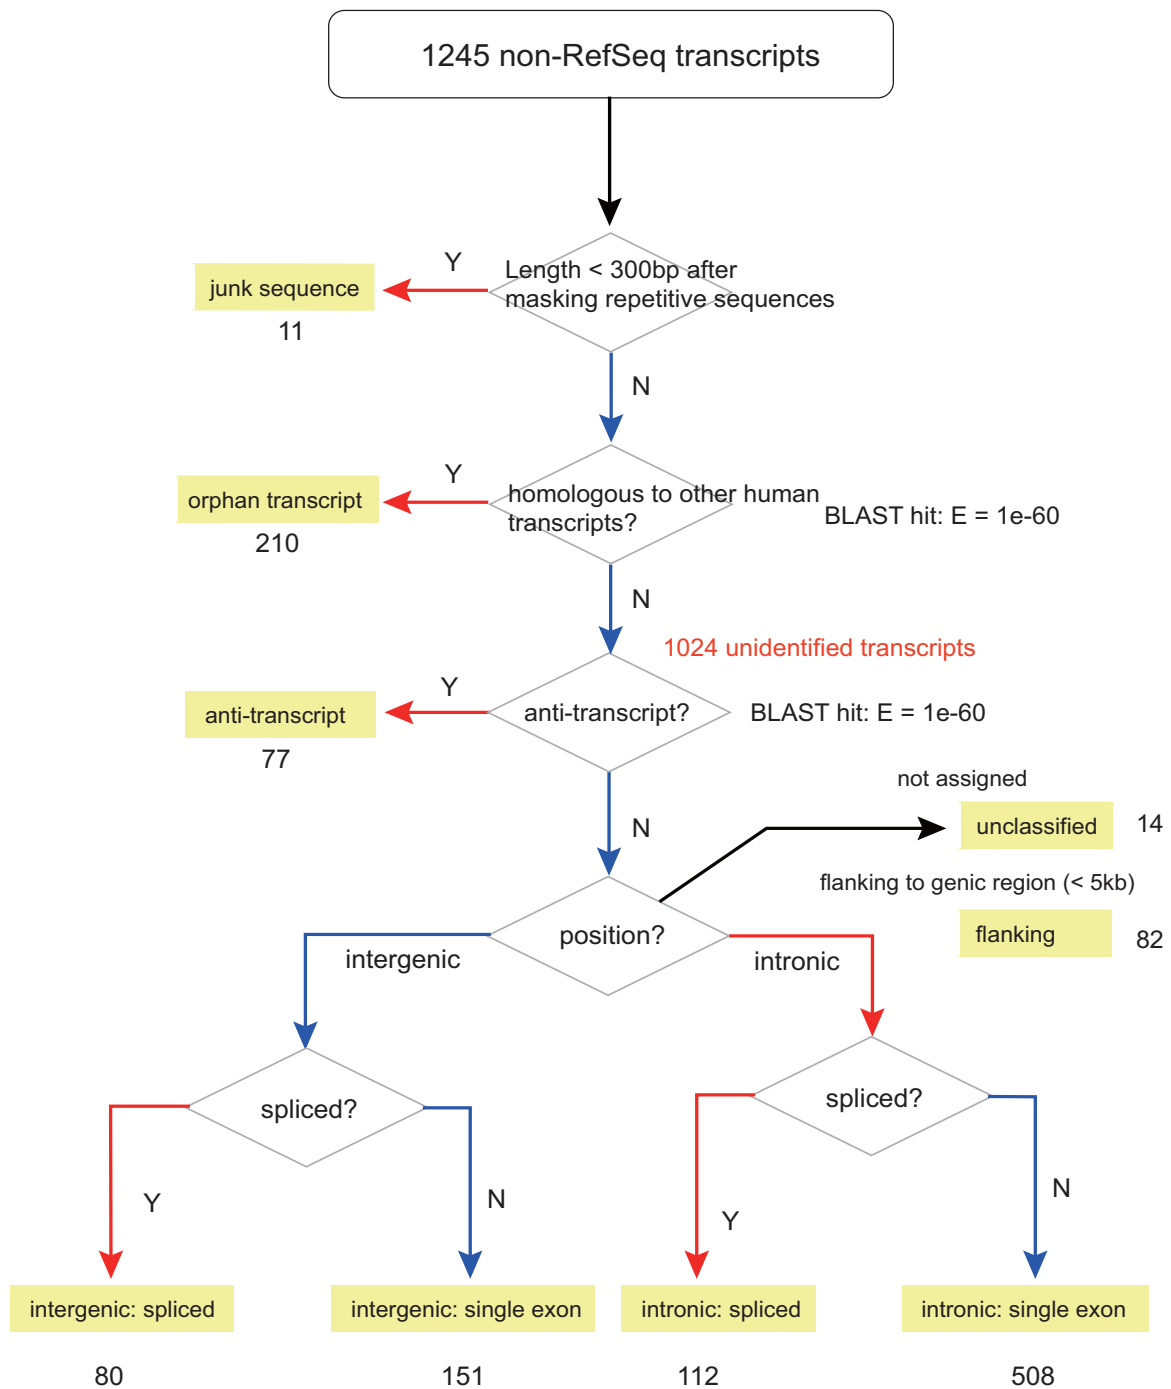 1245 non-RefSeq transcripts
Y
Length < 300bp after
masking repetitive sequences
junk sequence
11
N
Y
homologous to other human
transcripts?
orphan transcript
210
BLAST hit: E = 1e-60
N
1024 unidentified transcripts
Y
anti-transcript?
anti-transcript
77
BLAST hit: E = 1e-60
not assigned
N
unclassified
14
flanking to genic region (< 5kb)
position?
flanking
82
intergenic
intronic
spliced?
spliced?
Y
N
Y
N
intergenic: spliced
intergenic: single exon
intronic: spliced
intronic: single exon
80
151
112
508